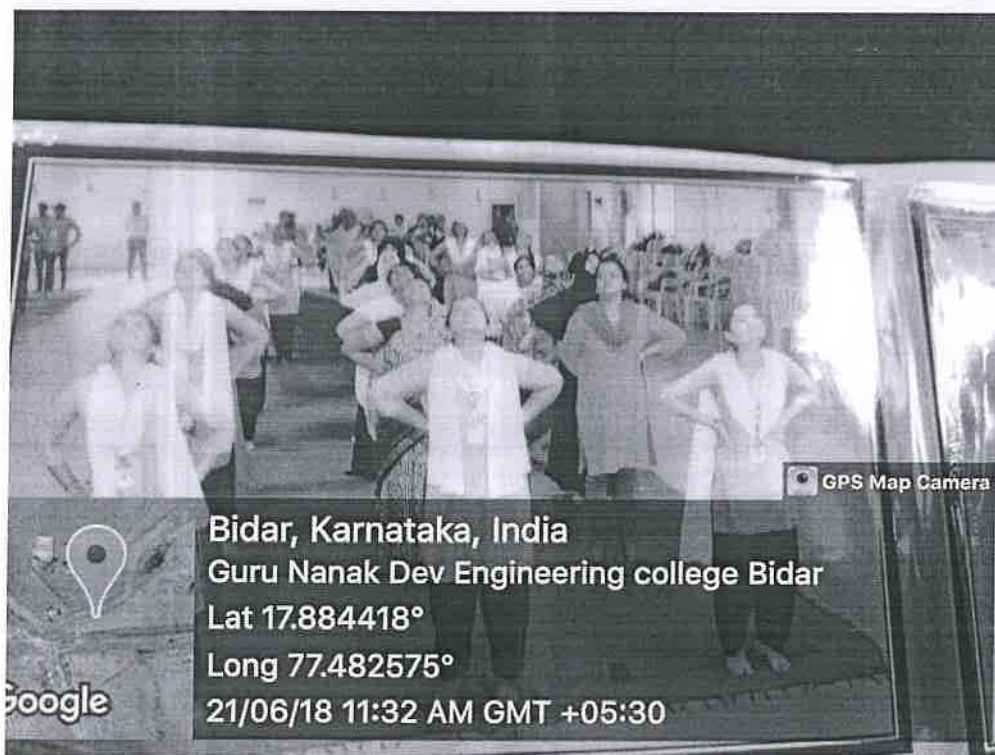 GPS Map Camera
Bidar, Karnataka, India
Guru Nanak Dev Engineering college Bidar
Lat 17.884418°
Long 77.482575°
21/06/18 11:32 AM GMT +05:30
Google